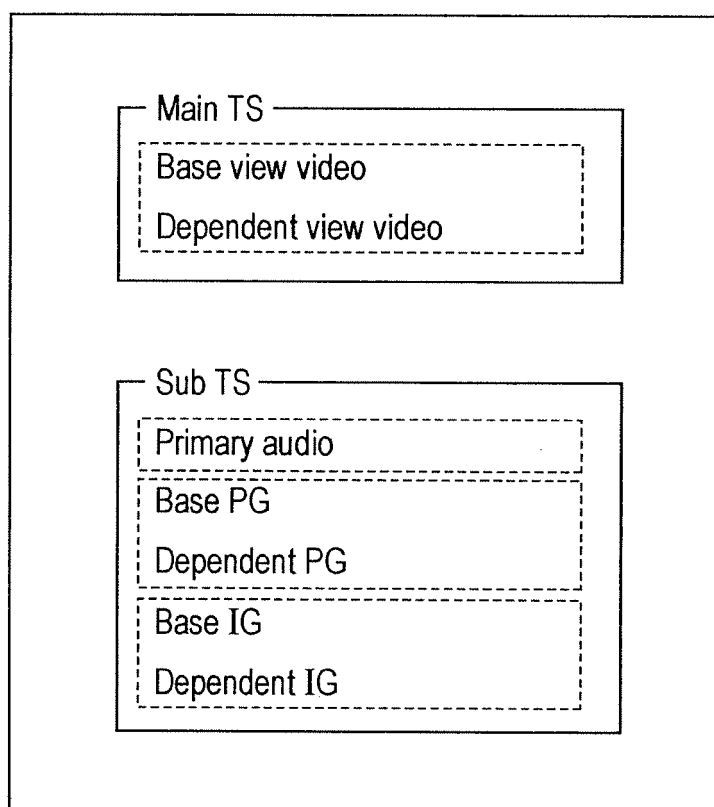 Main TS
Base view video
Dependent view video
Sub TS
Primary audio
Base PG
Dependent PG
Base IG
Dependent IG